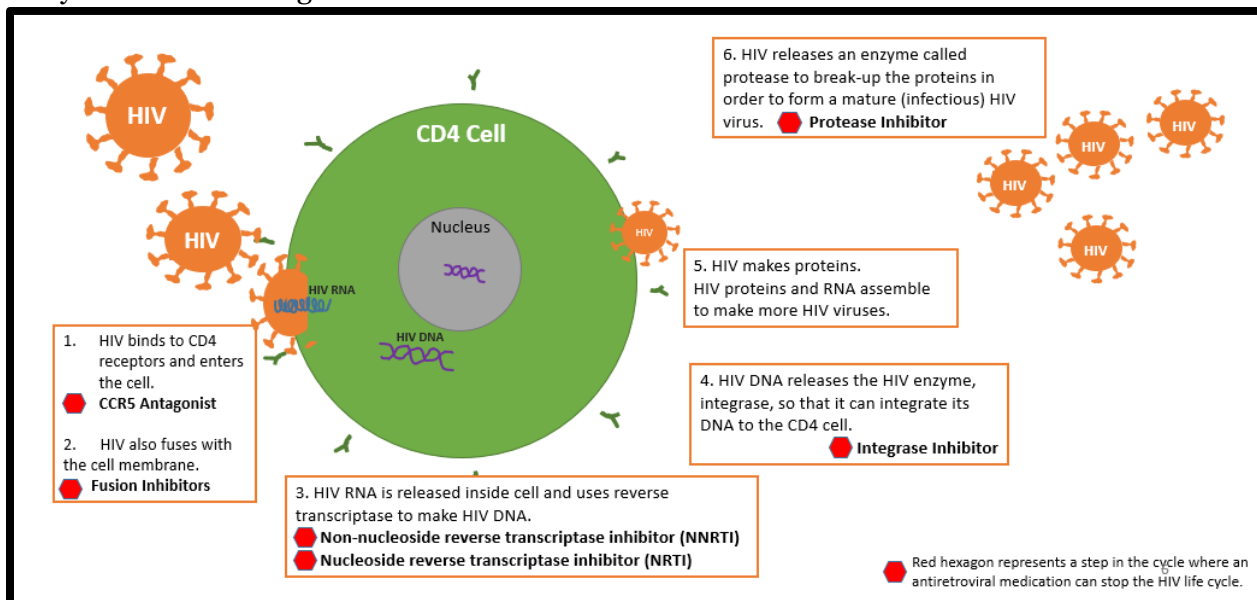 HIV
HIV
CD4 Cell
Nucleus
HIV RNA
HIV DNA
HIV
1. HIV binds to CD4
receptors and enters
the cell.
CCR5 Antagonist
2. HIV also fuses with
the cell membrane.
Fusion Inhibitors
3. HIV RNA is released inside cell and uses reverse
transcriptase to make HIV DNA.
Non-nucleoside reverse transcriptase inhibitor (NNRTI)
Nucleoside reverse transcriptase inhibitor (NRTI)
4. HIV DNA releases the HIV enzyme,
integrase, so that it can integrate its
DNA to the CD4 cell.
Integrase Inhibitor
5. HIV makes proteins.
HIV proteins and RNA assemble
to make more HIV viruses.
6. HIV releases an enzyme called
protease to break-up the proteins in
order to form a mature (infectious) HIV
virus. Protease Inhibitor
HIV
HIV
HIV
HIV
Red hexagon represents a step in the cycle where an
antiretroviral medication can stop the HIV life cycle.
6